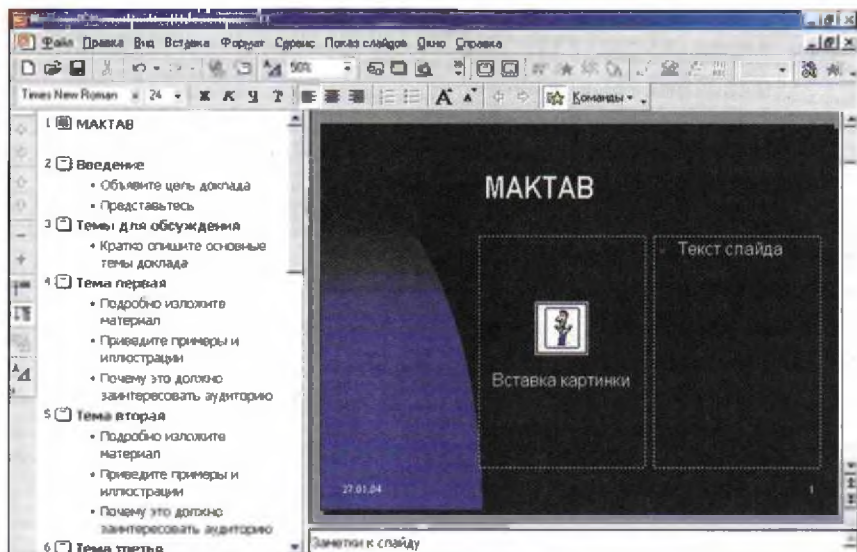 Файл Правка Вид Вставка Формат Сервис Показ слайдов Окно Справка
50%
Times New Roman 24 Ж К Ч Т A A Команды
1 МАКТАВ
2 Введение
• Объявите цель доклада
• Представьтесь
3 Темы для обсуждения
• Кратко опишите основные
темы доклада
4 Тема первая
• Подробно изложите
материал
• Приведите примеры и
иллюстрации
• Почему это должно
заинтересовать аудиторию
5 Тема вторая
• Подробно изложите
материал
• Приведите примеры и
иллюстрации
• Почему это должно
заинтересовать аудиторию
6 Тема третья
МАКТАВ
Вставка картинки
Текст слайда
27.01.04
1
Заметки к слайду